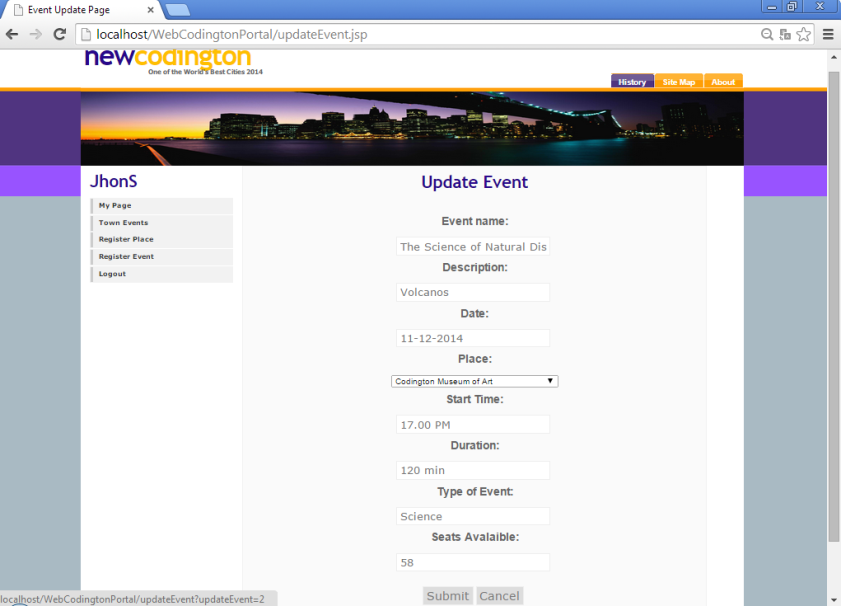 Event Update Page
localhost/WebCodingtonPortal/updateEvent.jsp
newcodington
One of the World's Best Cities 2014
History Site Map About
JhonS
My Page
Town Events
Register Place
Register Event
Logout
Update Event
Event name:
The Science of Natural Dis
Description:
Volcanos
Date:
11-12-2014
Place:
Codington Museum of Art
Start Time:
17.00 PM
Duration:
120 min
Type of Event:
Science
Seats Avalaible:
58
Submit Cancel
localhost/WebCodingtonPortal/updateEvent?updateEvent=2